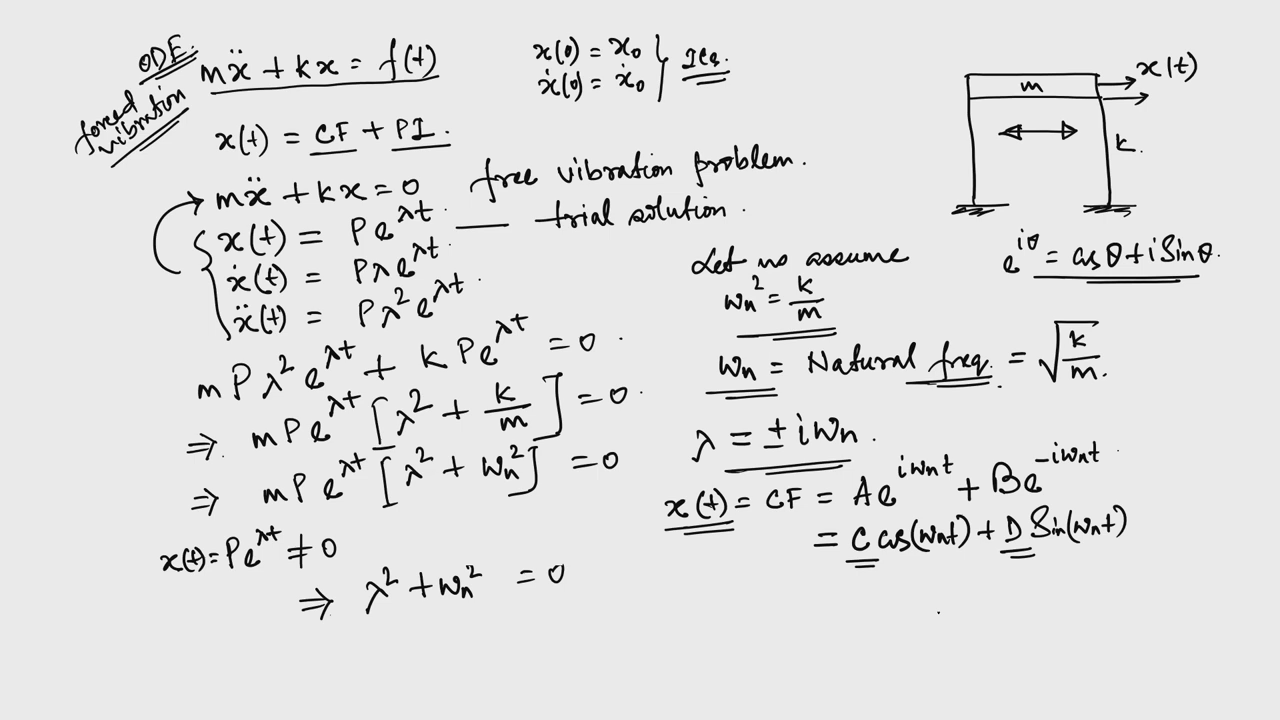 ODE
mẍ + kx = f(t)
forced vibration
x(0) = x₀
ẋ(0) = ẋ₀
ICs.
x(t) = CF + PI.
mẍ + kx = 0 free vibration problem.
x(t) = Pe^{λt}. — trial solution.
ẋ(t) = Pλe^{λt}.
ẍ(t) = Pλ²e^{λt}.
mPλ²e^{λt} + kPe^{λt} = 0.
⇒ mPe^{λt}[λ² + k/m] = 0.
⇒ mPe^{λt}[λ² + ωn²] = 0
x(t) = Pe^{λt} ≠ 0
⇒ λ² + ωn² = 0
m
x(t)
k.
e^{iθ} = cosθ + i Sinθ.
Let us assume
ωn² = k/m
ωn = Natural freq. = √(k/m).
λ = ± iωn.
x(t) = CF = Ae^{iωnt} + Be^{-iωnt}
= C cos(ωnt) + D Sin(ωnt)